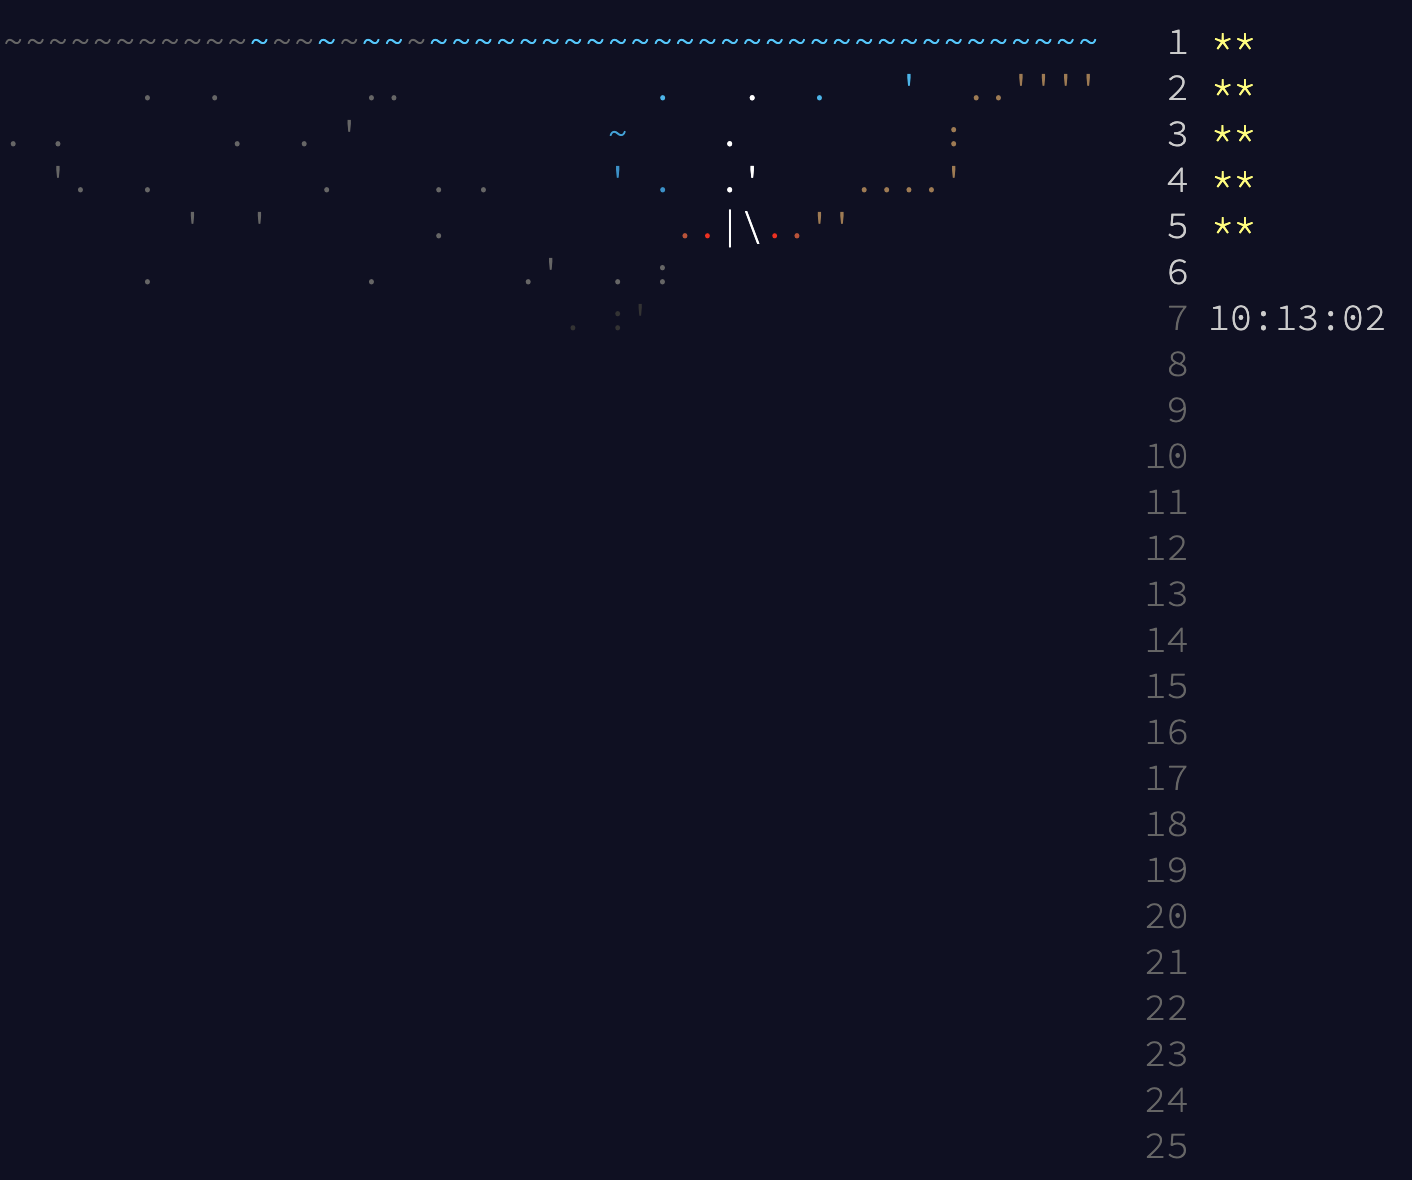 ~~~~~~~~~~~~~~~~~~~~~~~~~~~~~~~~~~~~~~~~~~~~~~~~~   1 **
      .  .      ..           .   .  .   '  ..''''   2 **
. .       .  . '           ~    .         :         3 **
  '.  .       .    . .     ' .  .'    ....'         4 **
        '  .       .          ..|\..''              5 **
      .         .      .'  . :                      6
                         . :'                       7 10:13:02
8
9
10
11
12
13
14
15
16
17
18
19
20
21
22
23
24
25